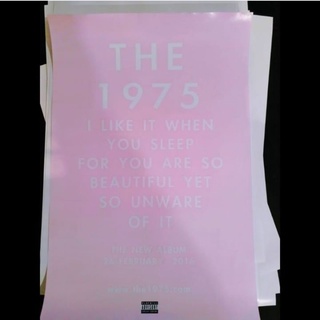 THE
1975
I LIKE IT WHEN
YOU SLEEP
FOR YOU ARE SO
BEAUTIFUL YET
SO UNWARE
OF IT